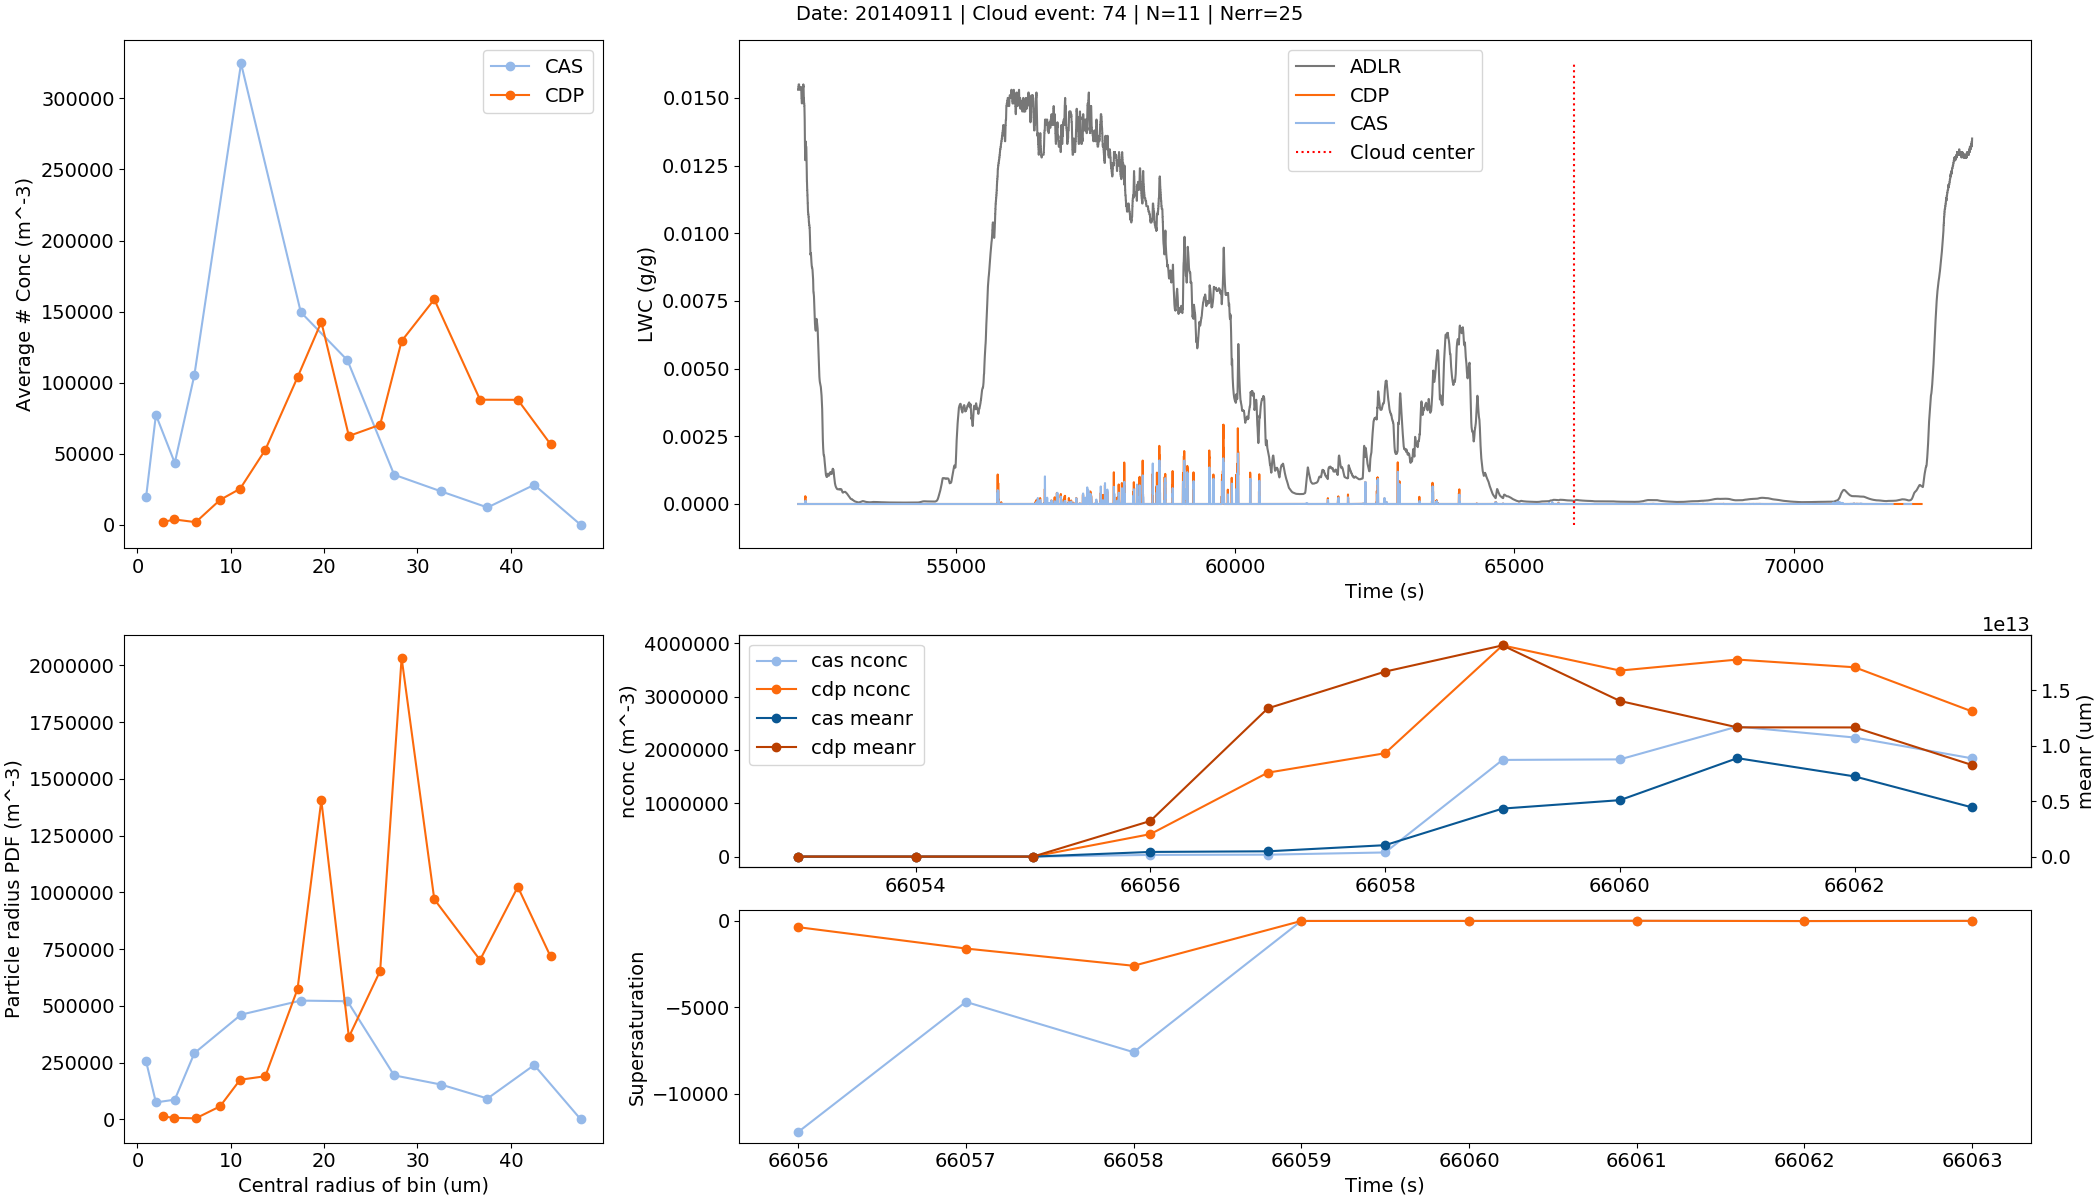 Date: 20140911 | Cloud event: 74 | N=11 | Nerr=25
Average # Conc (m^-3)
300000
250000
200000
150000
100000
50000
0
CAS
CDP
0 10 20 30 40
LWC (g/g)
0.0150
0.0125
0.0100
0.0075
0.0050
0.0025
0.0000
ADLR
CDP
CAS
Cloud center
55000 60000 65000 70000
Time (s)
Particle radius PDF (m^-3)
2000000
1750000
1500000
1250000
1000000
750000
500000
250000
0
0 10 20 30 40
Central radius of bin (um)
nconc (m^-3)
4000000
3000000
2000000
1000000
0
cas nconc
cdp nconc
cas meanr
cdp meanr
1e13
1.5
1.0
0.5
0.0
meanr (um)
66054 66056 66058 66060 66062
Supersaturation
0
−5000
−10000
66056 66057 66058 66059 66060 66061 66062 66063
Time (s)